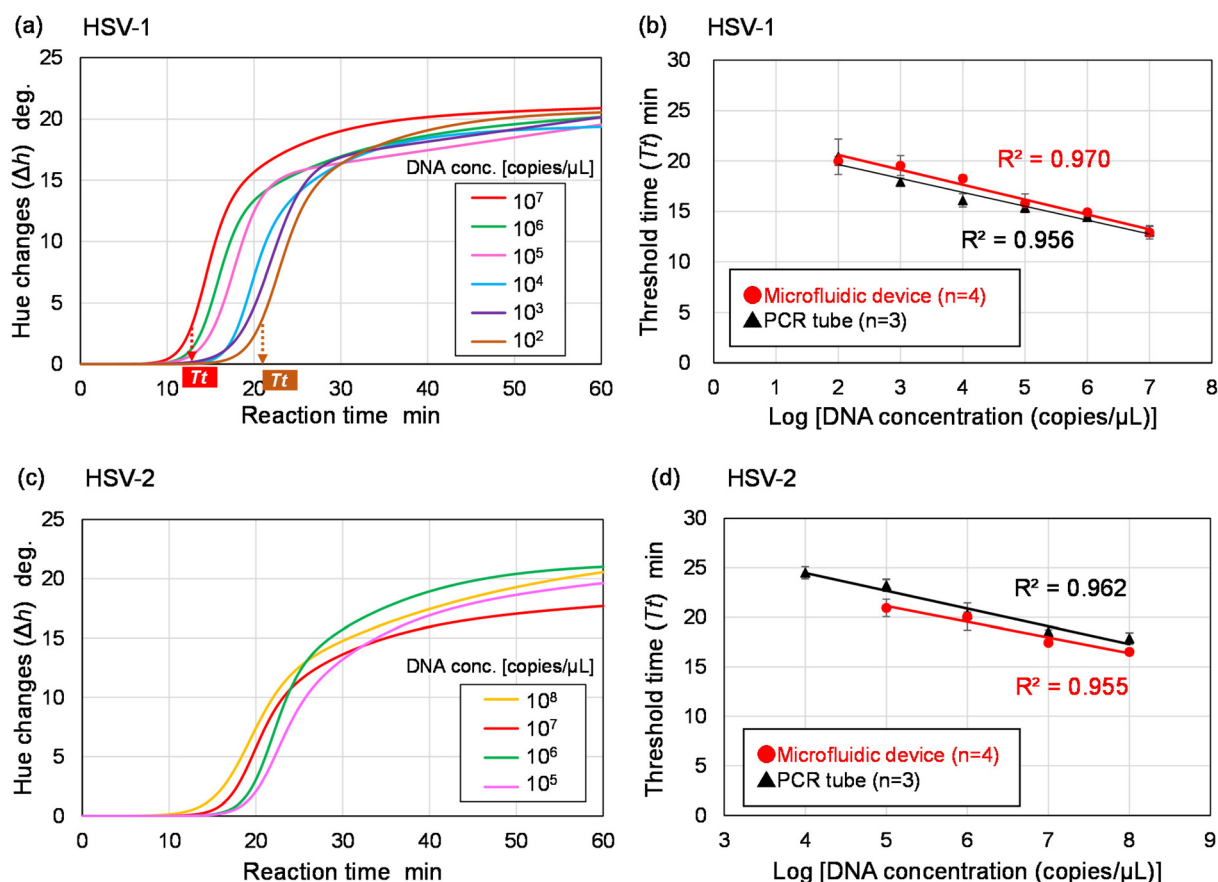 (a) HSV-1
Hue changes (Δh) deg.
25
20
15
10
5
0
0 10 20 30 40 50 60
Tt Tt
Reaction time min
DNA conc. [copies/µL]
10⁷
10⁶
10⁵
10⁴
10³
10²
(b) HSV-1
Threshold time (Tt) min
30
25
20
15
10
5
0
R² = 0.970
R² = 0.956
Microfluidic device (n=4)
PCR tube (n=3)
0 1 2 3 4 5 6 7 8
Log [DNA concentration (copies/µL)]
(c) HSV-2
Hue changes (Δh) deg.
25
20
15
10
5
0
DNA conc. [copies/µL]
10⁸
10⁷
10⁶
10⁵
0 10 20 30 40 50 60
Reaction time min
(d) HSV-2
Threshold time (Tt) min
30
25
20
15
10
5
0
R² = 0.962
R² = 0.955
Microfluidic device (n=4)
PCR tube (n=3)
3 4 5 6 7 8 9
Log [DNA concentration (copies/µL)]